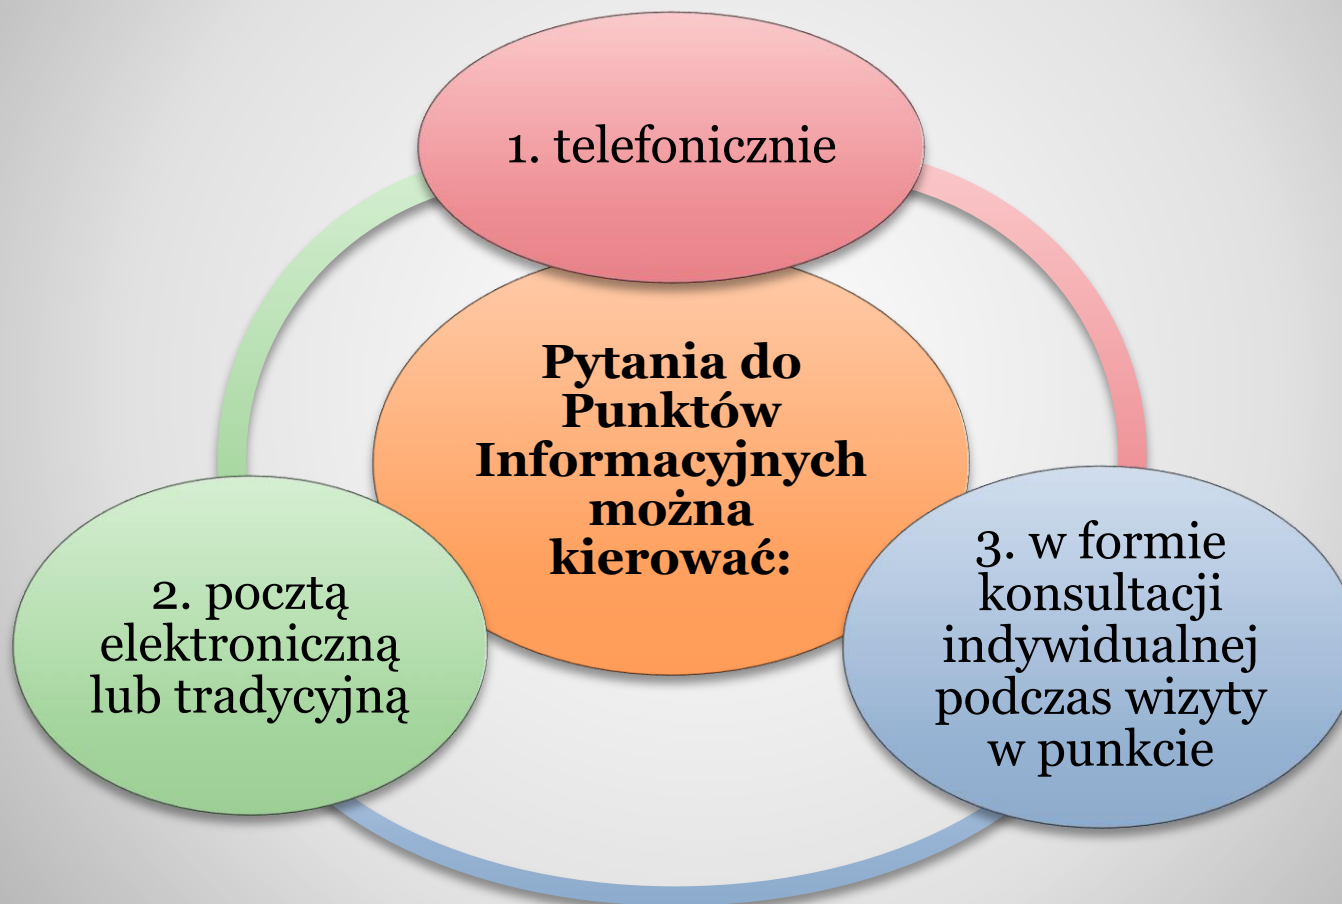 1. telefonicznie
Pytania do
Punktów
Informacyjnych
można
kierować:
2. pocztą
elektroniczną
lub tradycyjną
3. w formie
konsultacji
indywidualnej
podczas wizyty
w punkcie